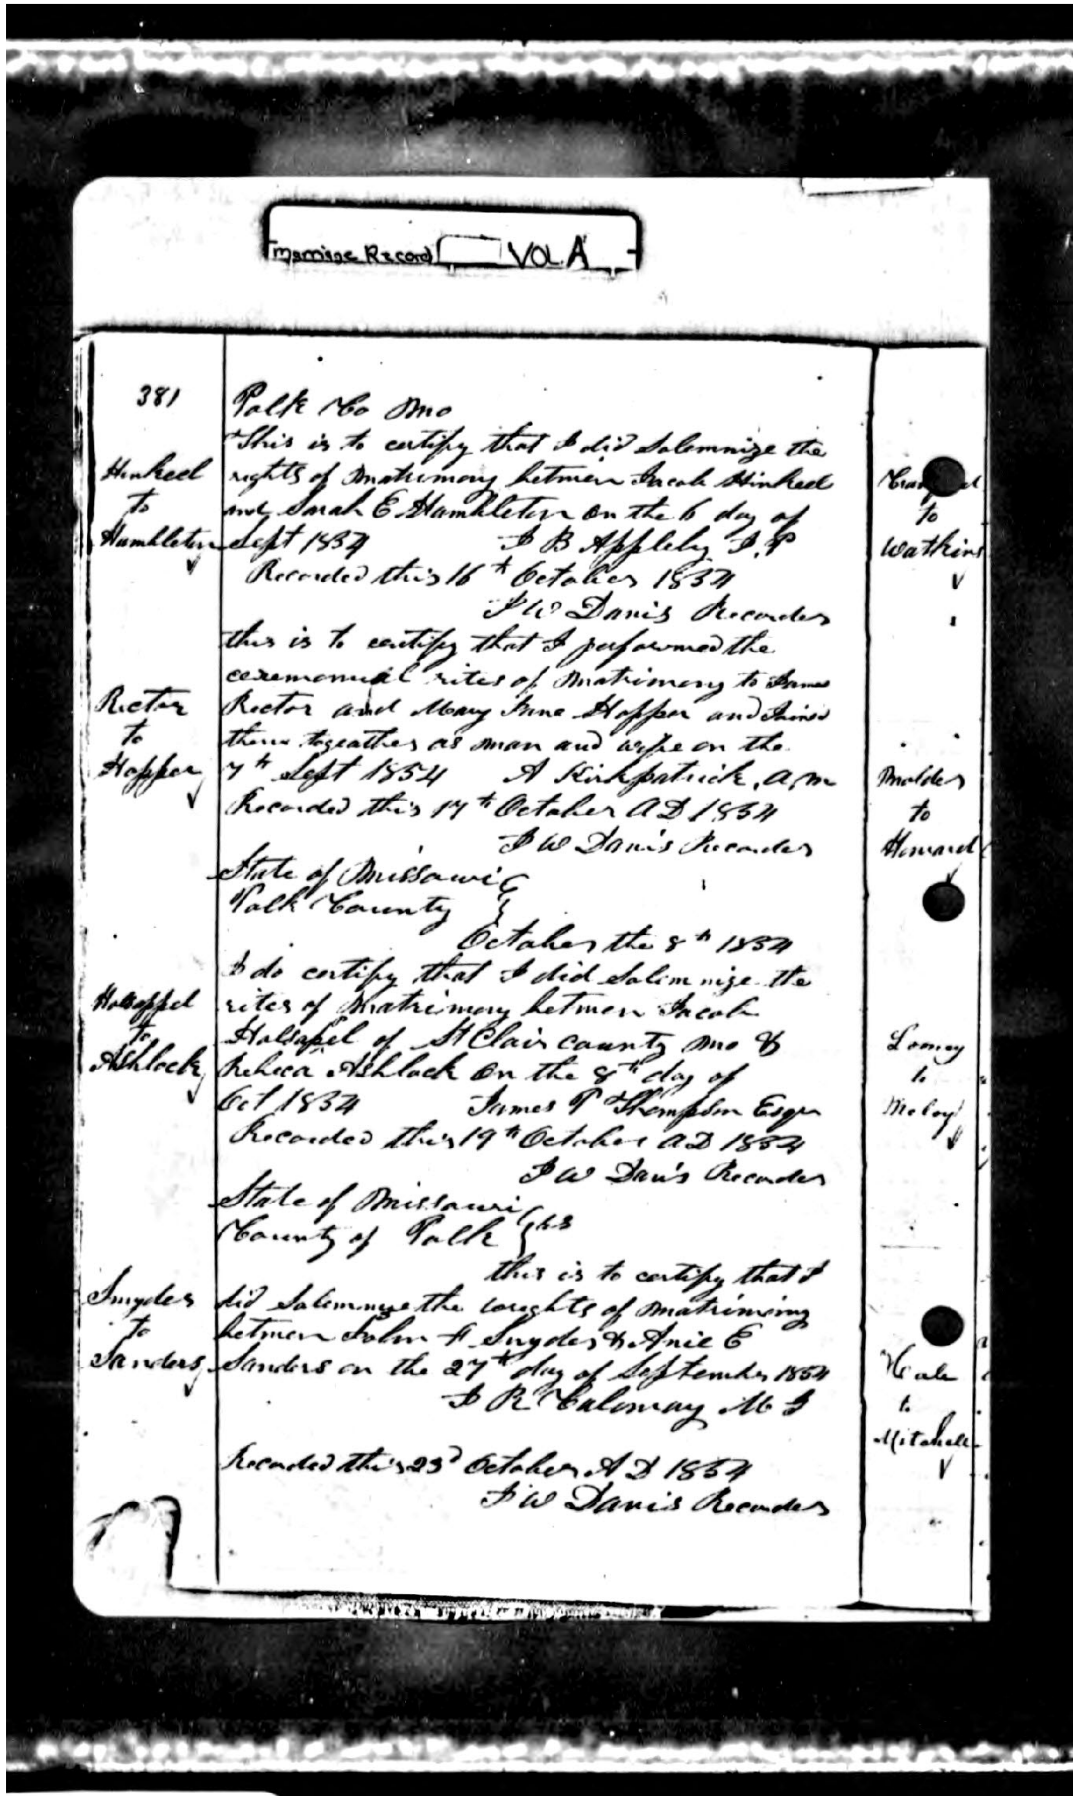 Marriage Record VOL. A
381
Polk Co Mo
This is to certify that I did Solemnize the
Hinkeel
to
Hambleton
rights of Matrimony between Jacob Hinkeel
and Sarah E Hambleton on the 6 day of
Sept 1854 J B Appleby J. P
Recorded this 16th October 1854
J W Davis Recorder
this is to certify that I performed the
ceremonial rites of Matrimony to James
Rector
to
Hopper
Rector and Mary Jane Hopper and Joined
them togeather as man and wife on the
7th Sept 1854 A Kirkpatrick, a, m
Recorded this 17th October AD 1854
J W Davis Recorder
State of Missouri
Polk County
October the 8th 1854
I do certify that I did Solimnize the
Holsappel
to
Ashlock
rites of Matrimony between Jacob
Holsapel of St Clair county Mo &
Rebeca Ashlock on the 8th day of
Oct 1854 James P Thompson Esqr
Recorded this 19th October AD 1854
J W Davis Recorder
State of Missouri
County of Polk ss
this is to certify that I
Snyder
to
Sanders
did Solemnize the wrights of Matrimony
between John H Snyder & Anie E
Sanders on the 27th day of September 1854
J R Calloway M G
Recorded this 23d October A D 1854
J W Davis Recorder
to
Watkins
Molder
to
Howard
Looney
to
McLoy
Cale
to
Mitchell